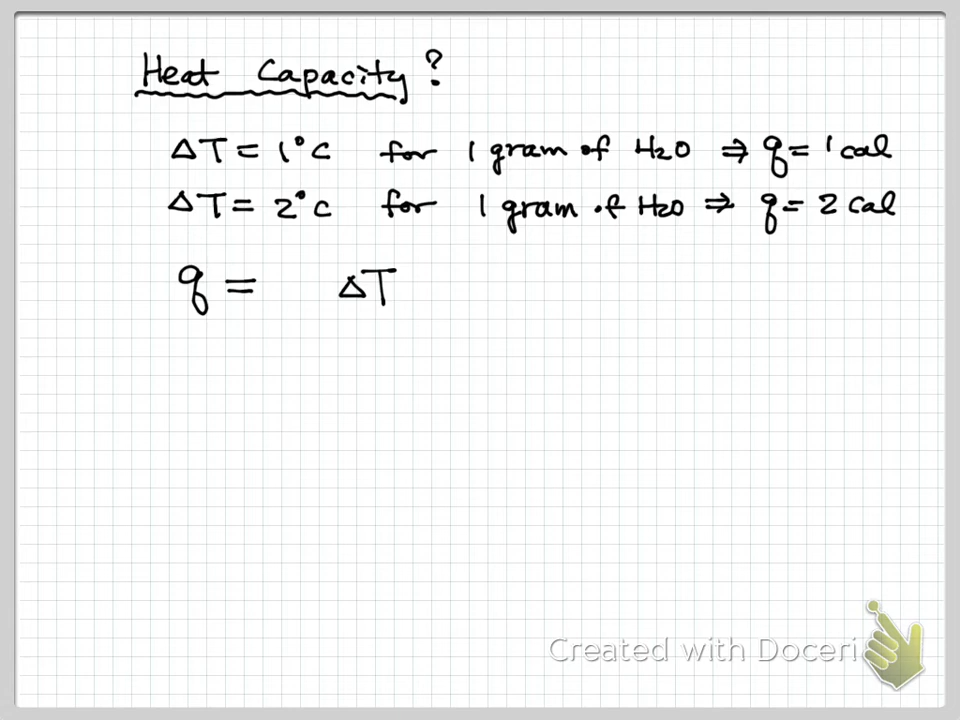 Heat Capacity?
ΔT = 1°C for 1 gram of H2O ⇒ q = 1 cal
ΔT = 2°C for 1 gram of H2O ⇒ q = 2 cal
q = ΔT
Created with Doceri